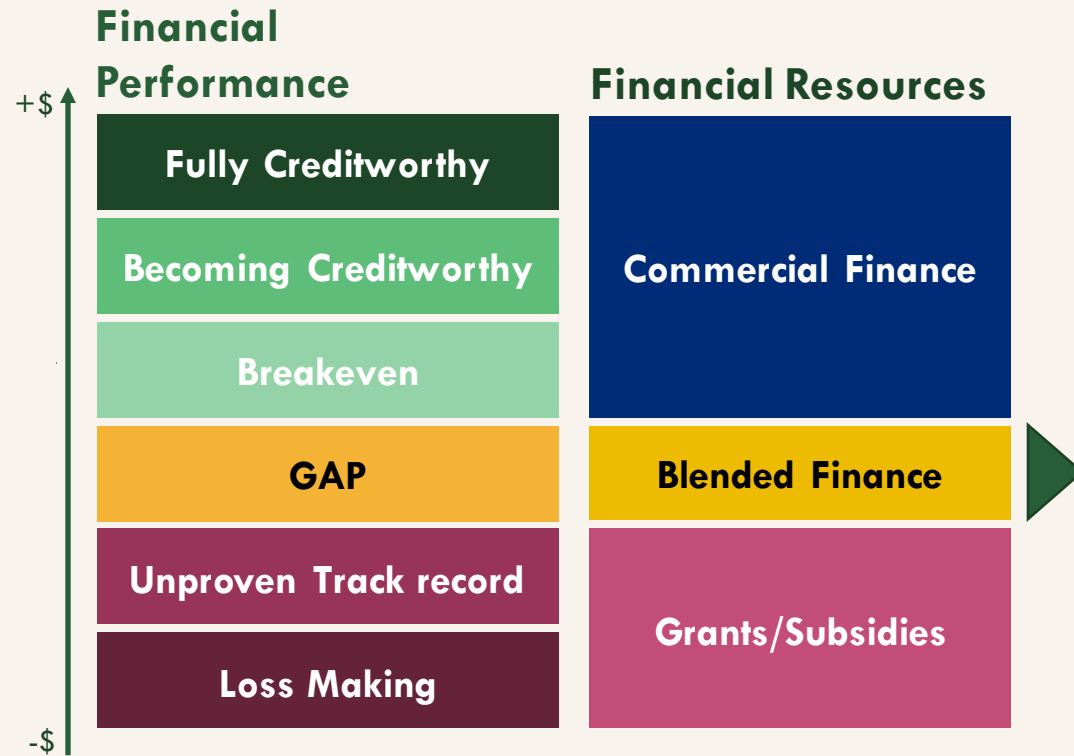 Financial
Performance
Financial Resources
+$
Fully Creditworthy
Becoming Creditworthy
Breakeven
GAP
Unproven Track record
Loss Making
-$
Commercial Finance
Blended Finance
Grants/Subsidies